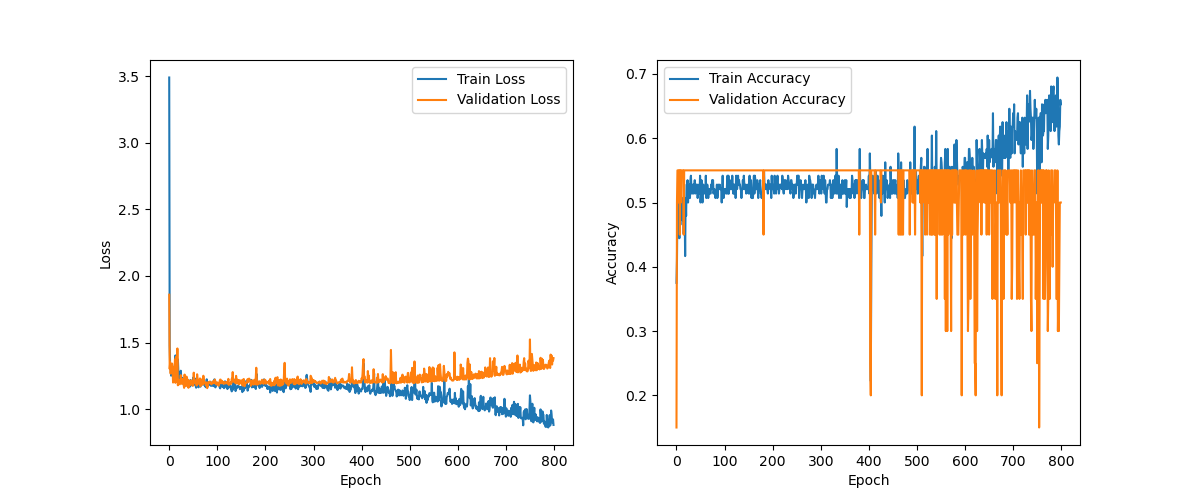 Train Loss
Validation Loss
3.5
3.0
2.5
2.0
1.5
1.0
Loss
0 100 200 300 400 500 600 700 800
Epoch
Train Accuracy
Validation Accuracy
0.7
0.6
0.5
0.4
0.3
0.2
Accuracy
0 100 200 300 400 500 600 700 800
Epoch